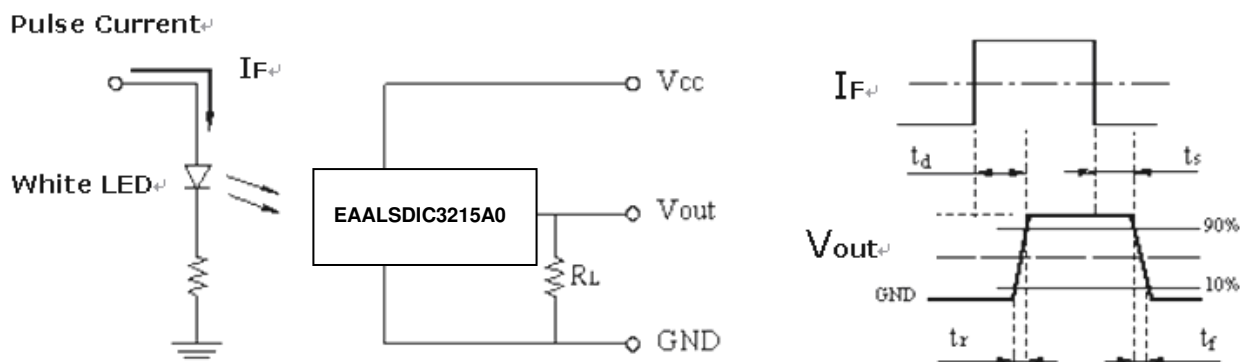 Pulse Current↵
IF↵
White LED↵
EAALSDIC3215A0
Vcc
Vout
RL
GND
IF↵
td
ts
Vout↵
90%
10%
GND
tr
tf